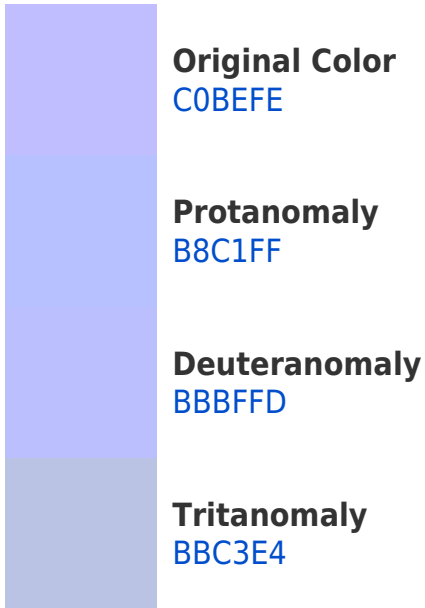 Original Color
C0BEFE
Protanomaly
B8C1FF
Deuteranomaly
BBBFFD
Tritanomaly
BBC3E4